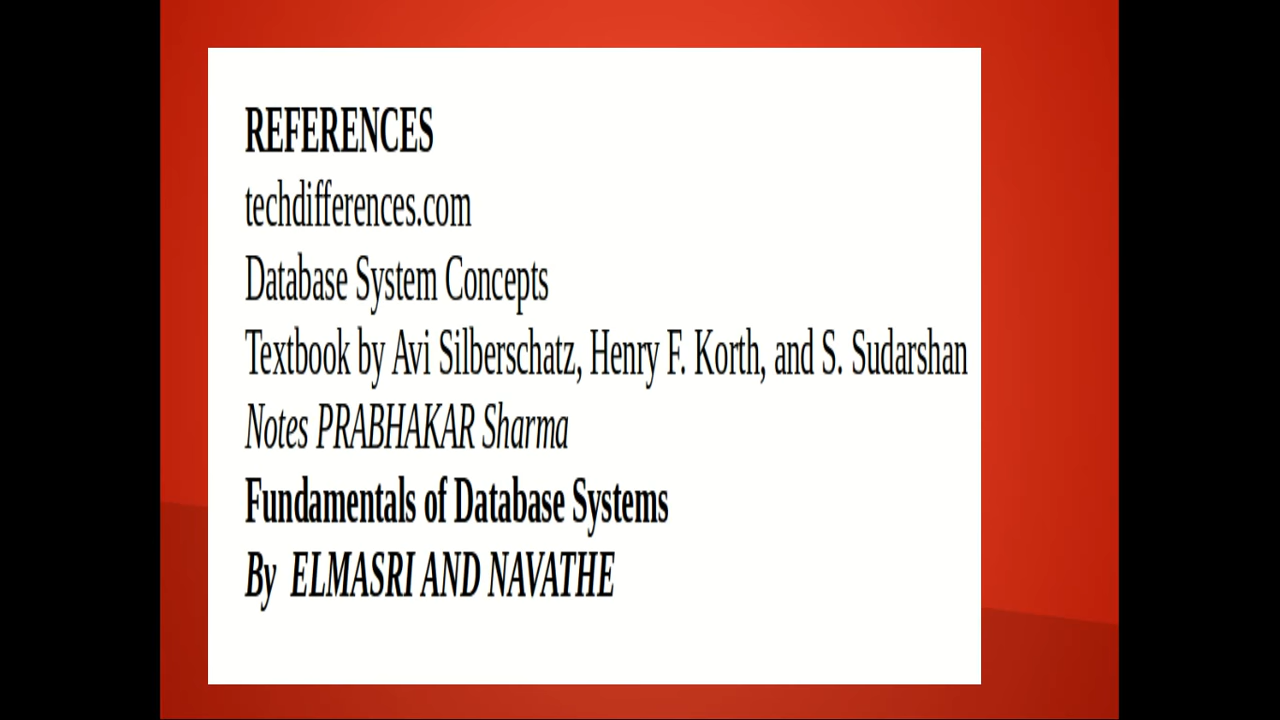 REFERENCES
techdifferences.com
Database System Concepts
Textbook by Avi Silberschatz, Henry F. Korth, and S. Sudarshan
Notes PRABHAKAR Sharma
Fundamentals of Database Systems
By ELMASRI AND NAVATHE